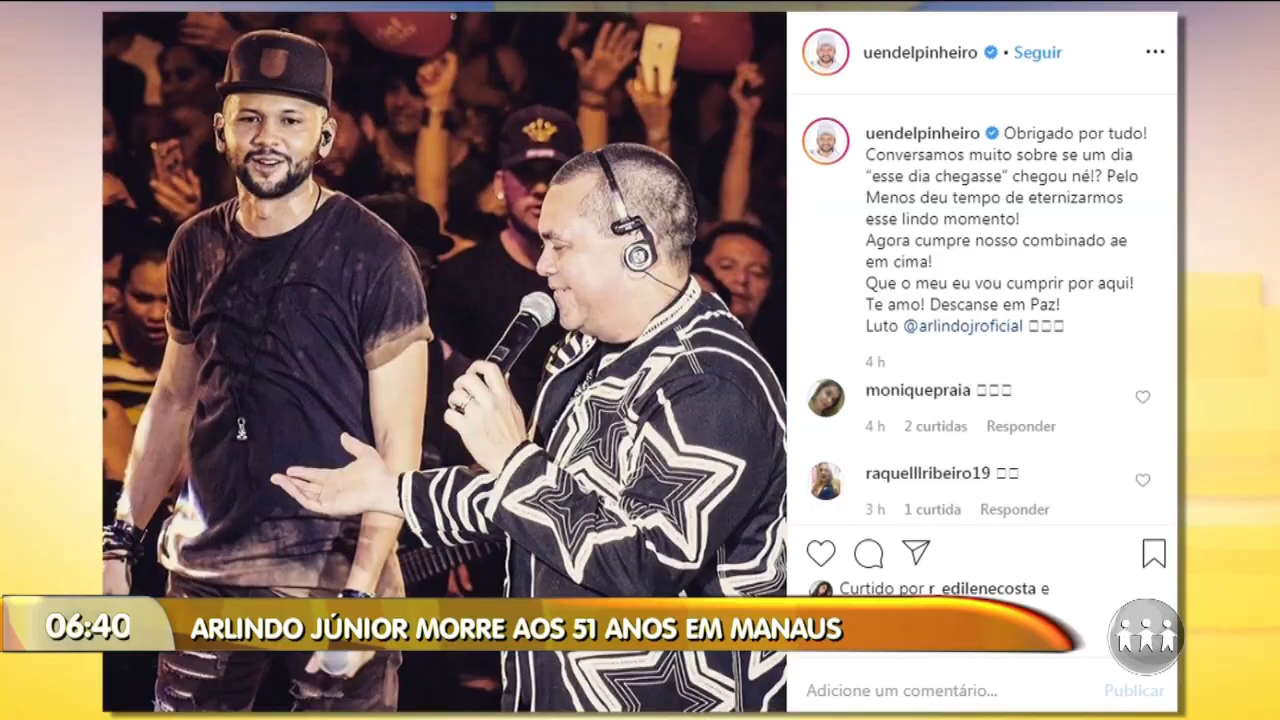 uendelpinheiro • Seguir
uendelpinheiro Obrigado por tudo!
Conversamos muito sobre se um dia
“esse dia chegasse” chegou né!? Pelo
Menos deu tempo de eternizarmos
esse lindo momento!
Agora cumpre nosso combinado ae
em cima!
Que o meu eu vou cumprir por aqui!
Te amo! Descanse em Paz!
Luto @arlindojroficial
4 h
moniquepraia
4 h 2 curtidas Responder
raquelllribeiro19
3 h 1 curtida Responder
Curtido por r_edilenecosta e
06:40
ARLINDO JÚNIOR MORRE AOS 51 ANOS EM MANAUS
Adicione um comentário...
Publicar